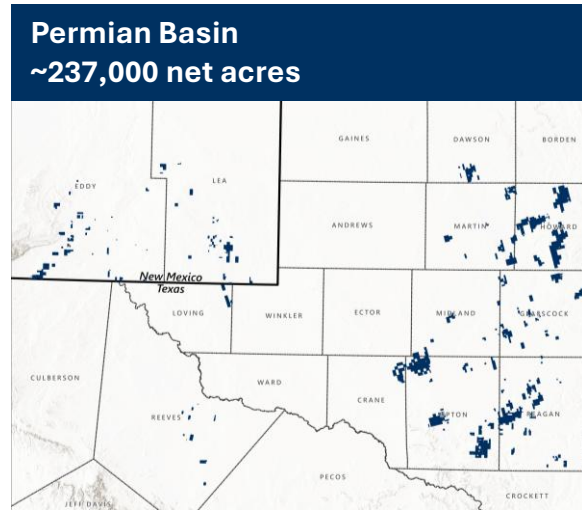 Permian Basin
~237,000 net acres
GAINES
DAWSON
BORDEN
EDDY
LEA
ANDREWS
MARTIN
HOWARD
New Mexico
Texas
LOVING
WINKLER
ECTOR
MIDLAND
GLASSCOCK
CULBERSON
WARD
CRANE
UPTON
REAGAN
REEVES
PECOS
JEFF DAVIS
CROCKETT